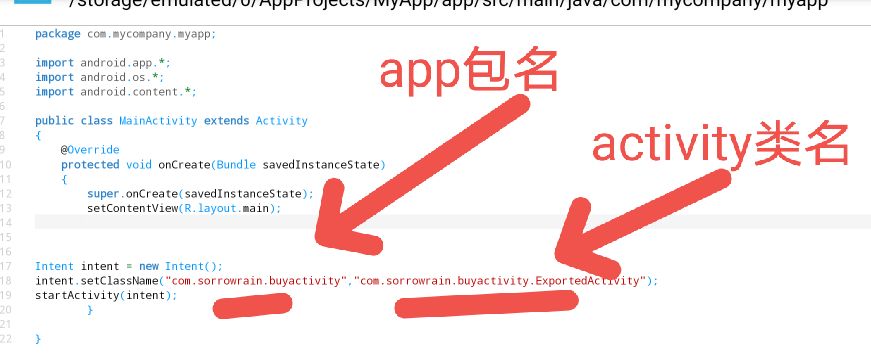 /storage/emulated/0/AppProjects/MyApp/app/src/main/java/com/mycompany/myapp
1 package com.mycompany.myapp;
2
3 import android.app.*;
4 import android.os.*;
5 import android.content.*;
6
app包名
7 public class MainActivity extends Activity
8 {
activity类名
9 @Override
10 protected void onCreate(Bundle savedInstanceState)
11 {
12 super.onCreate(savedInstanceState);
13 setContentView(R.layout.main);
14
15
16
17 Intent intent = new Intent();
18 intent.setClassName("com.sorrowrain.buyactivity","com.sorrowrain.buyactivity.ExportedActivity");
19 startActivity(intent);
20 }
21
22 }